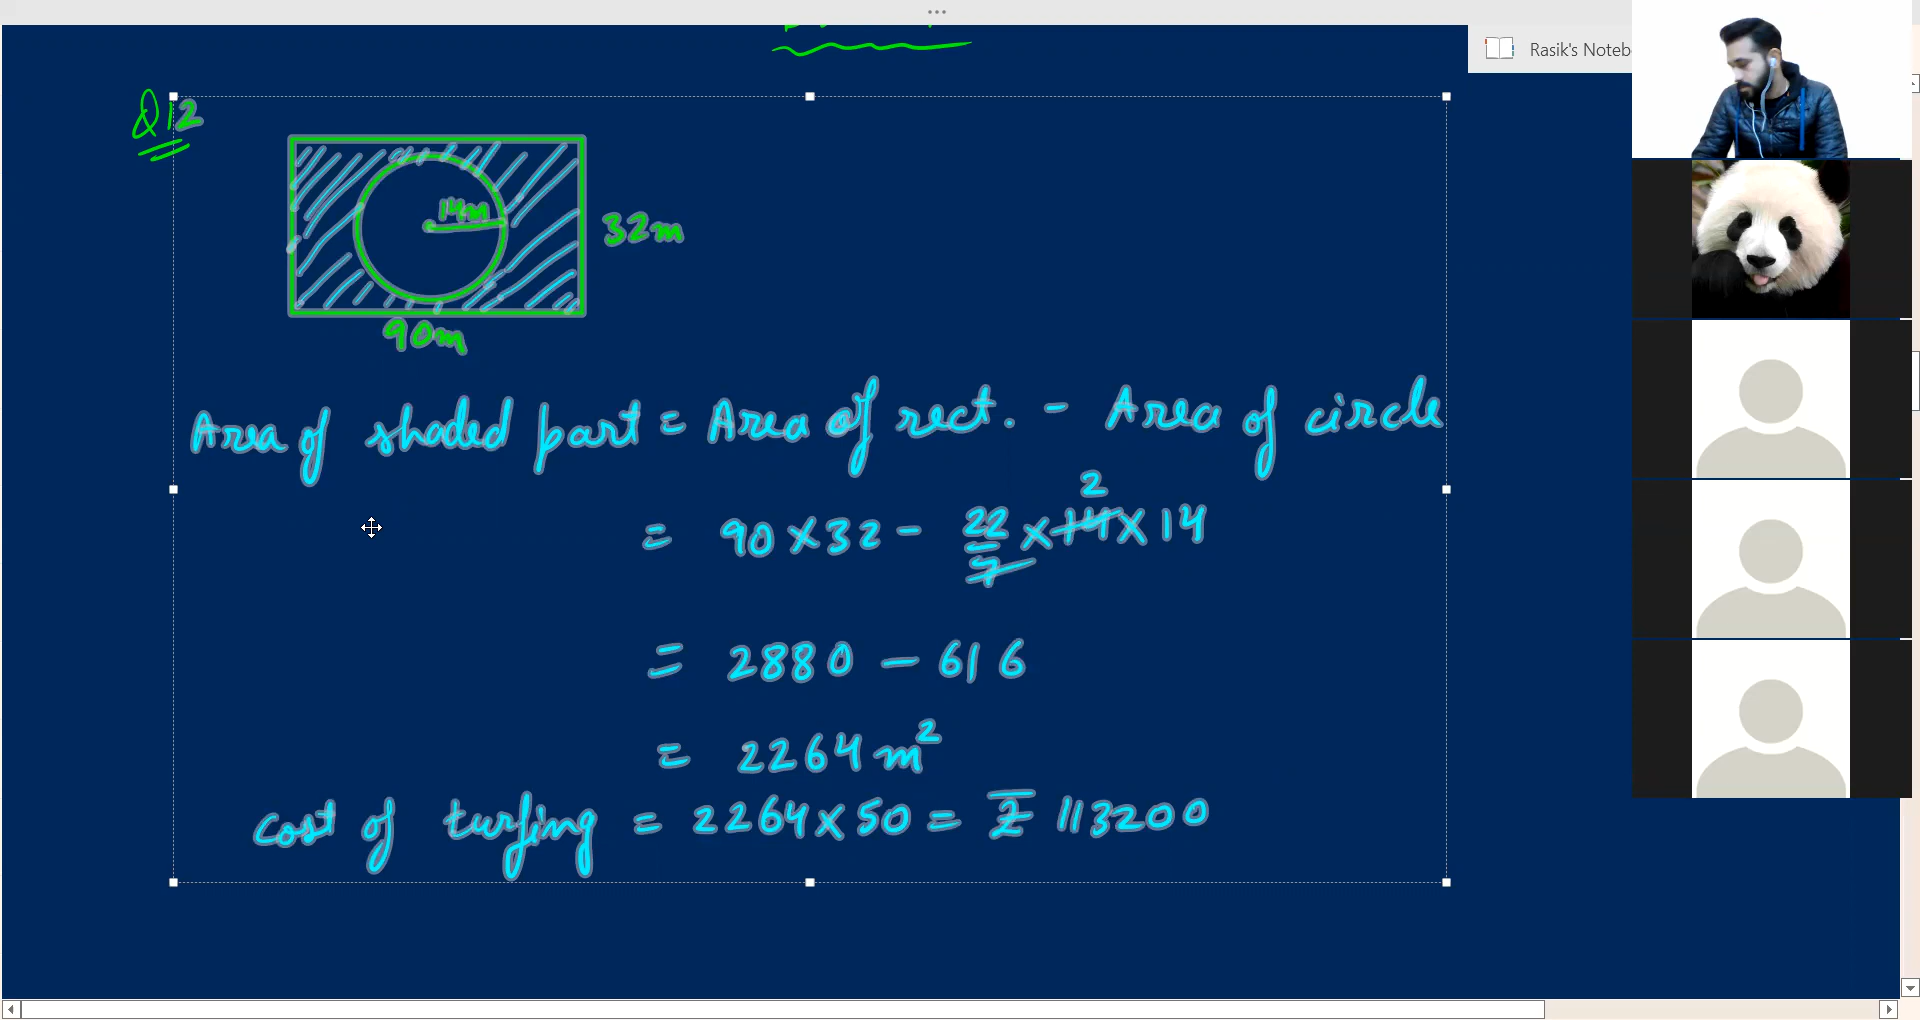 Rasik's Noteb
Q12
14m
32m
90m
Area of shaded part = Area of rect. - Area of circle
2
= 90 x 32 - 22/7 x 14 x 14
= 2880 - 616
= 2264 m²
cost of turfing = 2264 x 50 = ₹ 113200